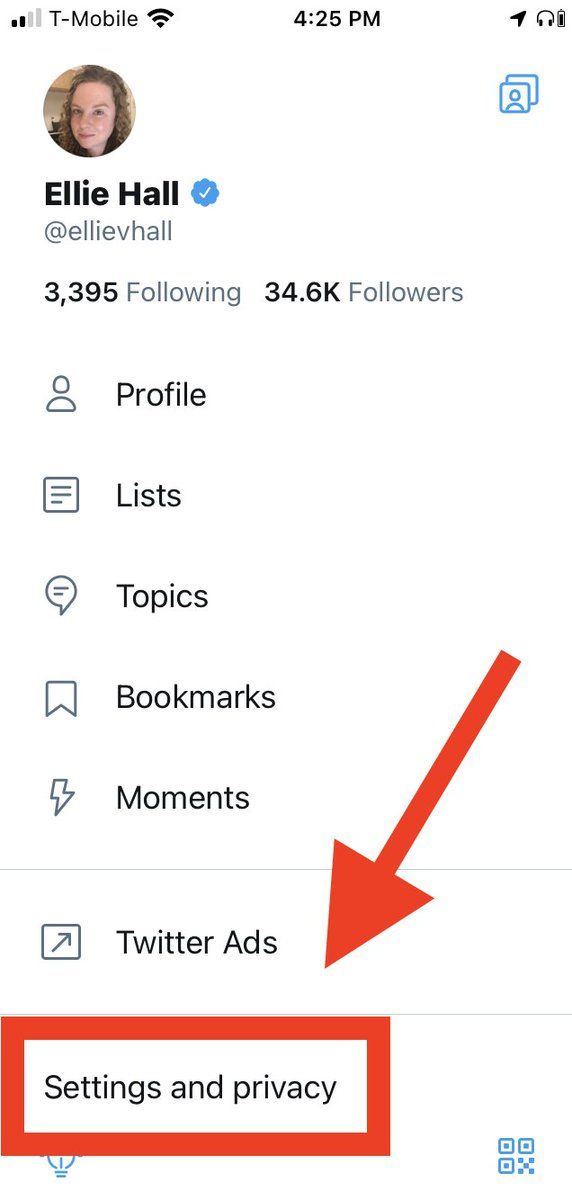 T-Mobile 4:25 PM
Ellie Hall
@ellievhall
3,395 Following 34.6K Followers
Profile
Lists
Topics
Bookmarks
Moments
Twitter Ads
Settings and privacy